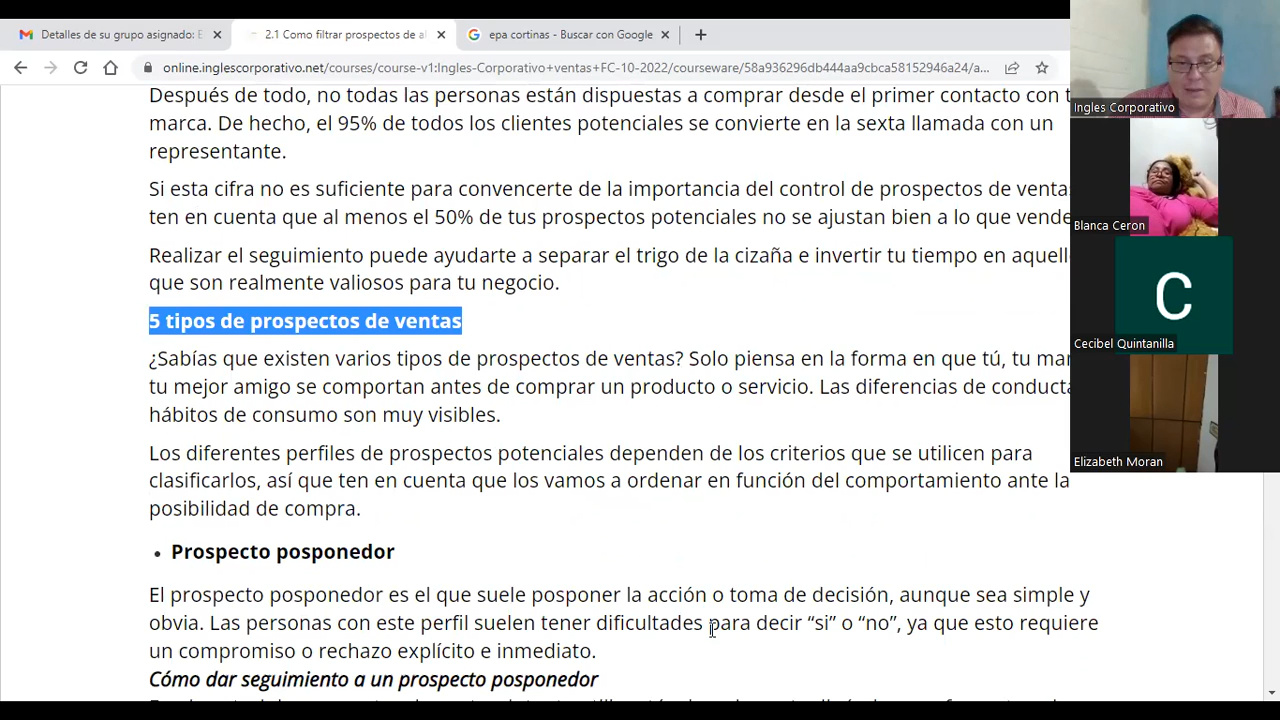 Detalles de su grupo asignado: E
2.1 Como filtrar prospectos de al
epa cortinas - Buscar con Google
online.inglescorporativo.net/courses/course-v1:Ingles-Corporativo+ventas+FC-10-2022/courseware/58a936296db444aa9cbca58152946a24/a...
Después de todo, no todas las personas están dispuestas a comprar desde el primer contacto con t
marca. De hecho, el 95% de todos los clientes potenciales se convierte en la sexta llamada con un
representante.
Si esta cifra no es suficiente para convencerte de la importancia del control de prospectos de venta
ten en cuenta que al menos el 50% de tus prospectos potenciales no se ajustan bien a lo que vende
Realizar el seguimiento puede ayudarte a separar el trigo de la cizaña e invertir tu tiempo en aquell
que son realmente valiosos para tu negocio.
5 tipos de prospectos de ventas
¿Sabías que existen varios tipos de prospectos de ventas? Solo piensa en la forma en que tú, tu mar
tu mejor amigo se comportan antes de comprar un producto o servicio. Las diferencias de conducta
hábitos de consumo son muy visibles.
Los diferentes perfiles de prospectos potenciales dependen de los criterios que se utilicen para
clasificarlos, así que ten en cuenta que los vamos a ordenar en función del comportamiento ante la
posibilidad de compra.
• Prospecto posponedor
El prospecto posponedor es el que suele posponer la acción o toma de decisión, aunque sea simple y
obvia. Las personas con este perfil suelen tener dificultades para decir “si” o “no”, ya que esto requiere
un compromiso o rechazo explícito e inmediato.
Cómo dar seguimiento a un prospecto posponedor
Ingles Corporativo
Blanca Ceron
C
Cecibel Quintanilla
Elizabeth Moran